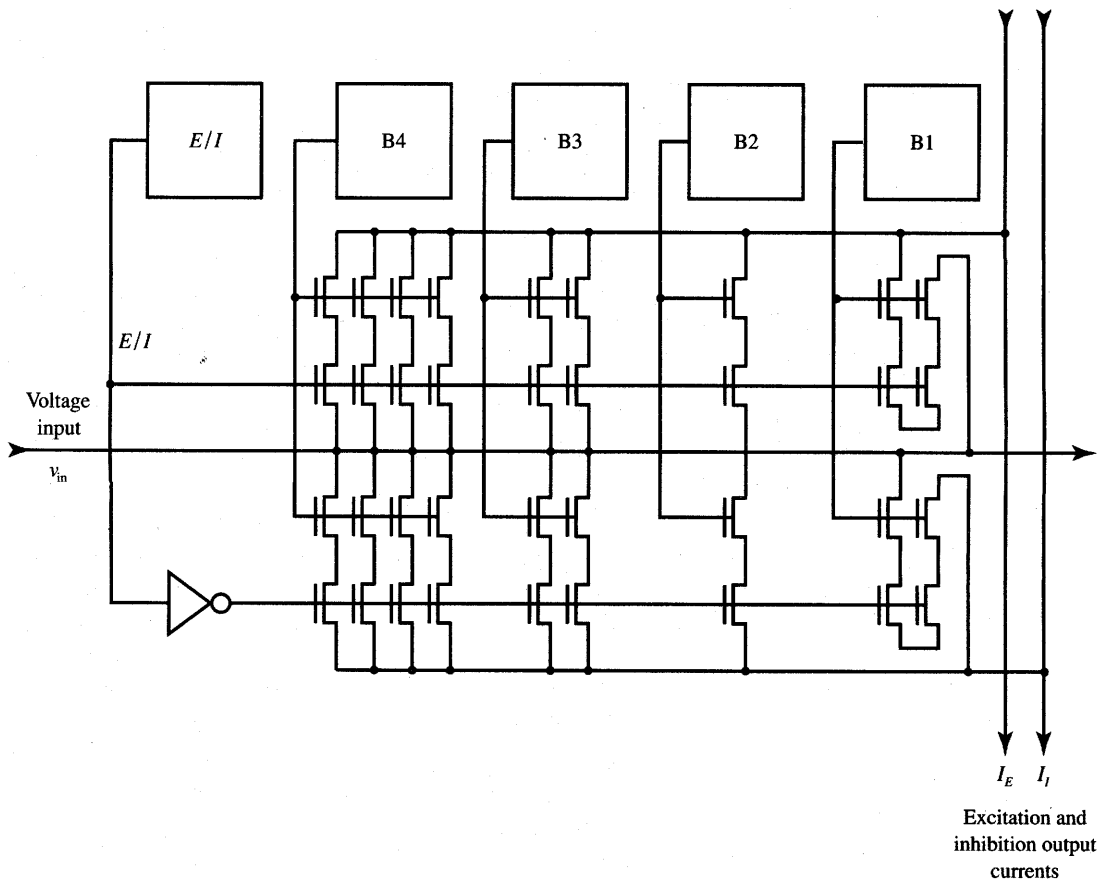 E/I
B4
B3
B2
B1
E/I
Voltage
input
v_in
I_E
I_I
Excitation and
inhibition output
currents